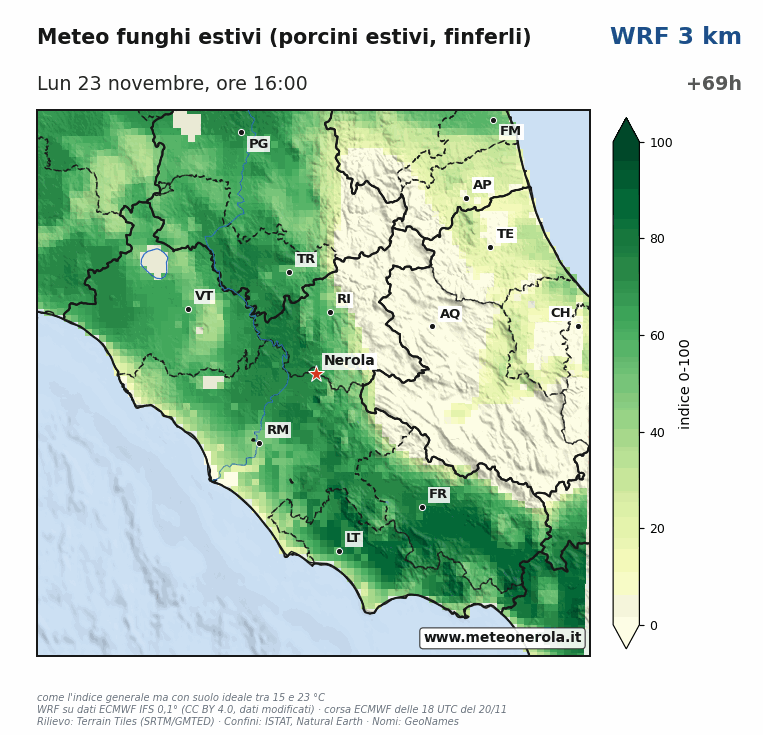 Meteo funghi estivi (porcini estivi, finferli)
WRF 3 km
Lun 23 novembre, ore 16:00
+69h
FM
PG
AP
TE
TR
RI
VT
AQ
CH
Nerola
RM
FR
LT
www.meteonerola.it
100
80
60
40
20
0
indice 0-100
come l'indice generale ma con suolo ideale tra 15 e 23 °C
WRF su dati ECMWF IFS 0,1° (CC BY 4.0, dati modificati) · corsa ECMWF delle 18 UTC del 20/11
Rilievo: Terrain Tiles (SRTM/GMTED) · Confini: ISTAT, Natural Earth · Nomi: GeoNames